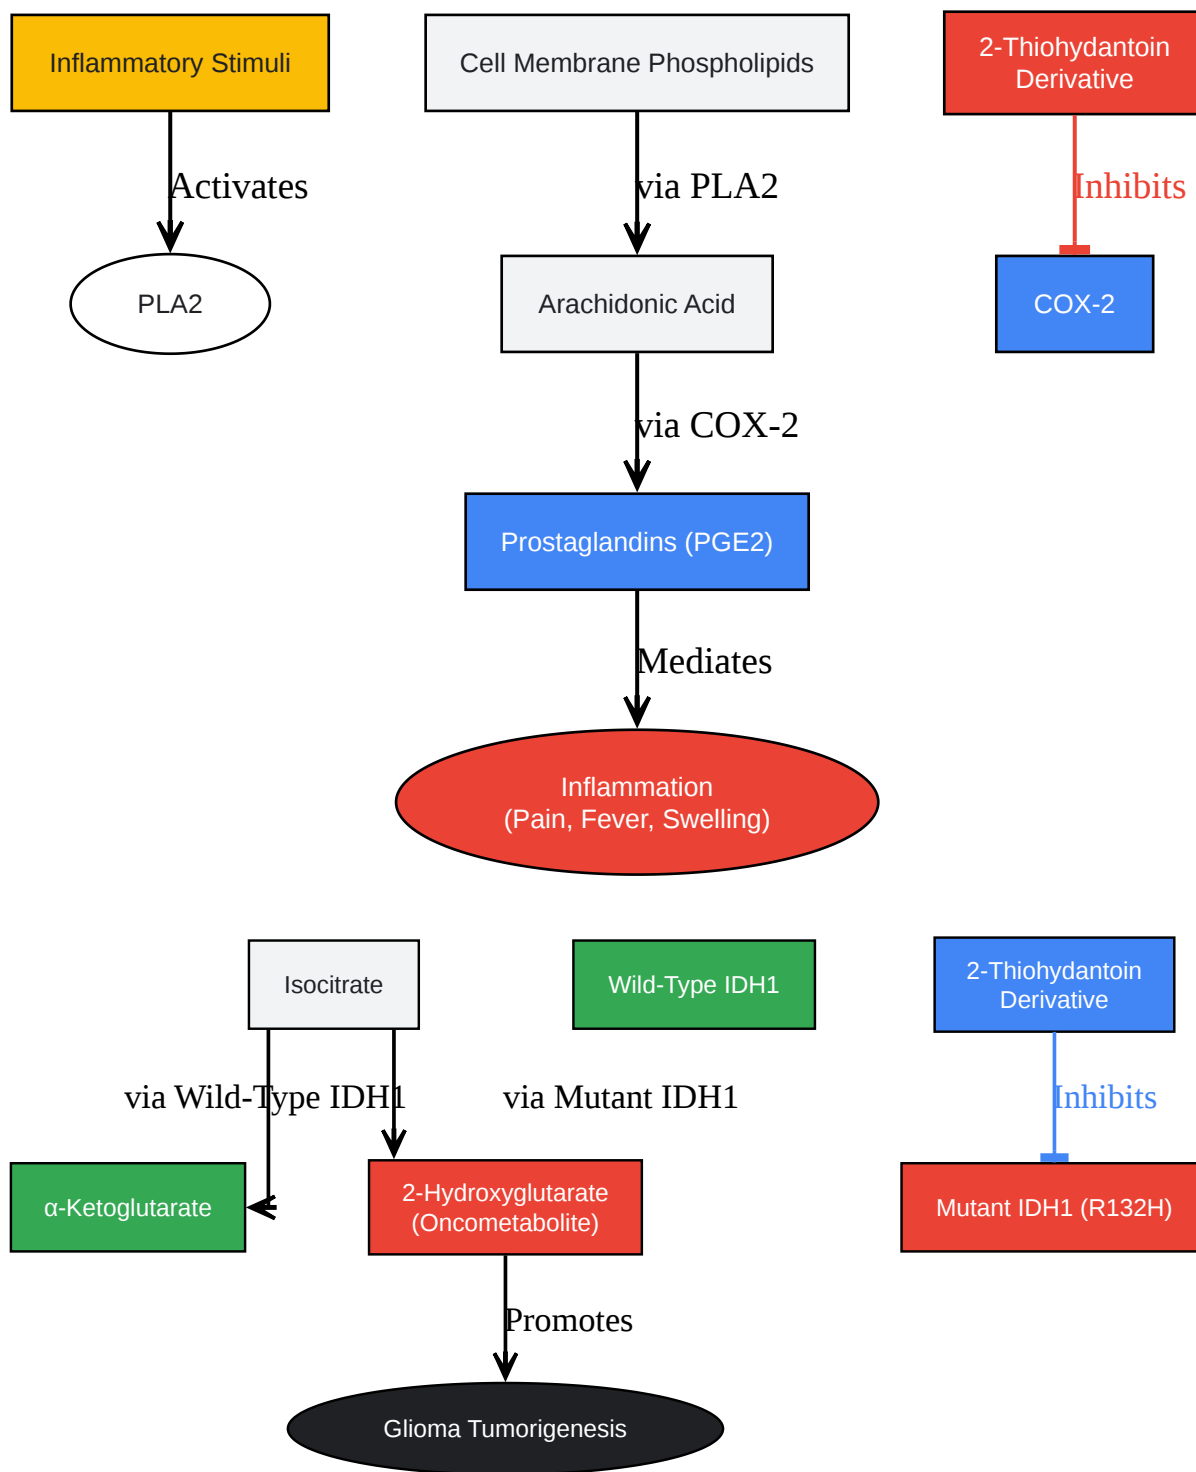 Inflammatory Stimuli
Cell Membrane Phospholipids
2-Thiohydantoin
Derivative
Activates
via PLA2
Inhibits
PLA2
Arachidonic Acid
COX-2
via COX-2
Prostaglandins (PGE2)
Mediates
Inflammation
(Pain, Fever, Swelling)
Isocitrate
Wild-Type IDH1
2-Thiohydantoin
Derivative
via Wild-Type IDH1
via Mutant IDH1
Inhibits
α-Ketoglutarate
2-Hydroxyglutarate
(Oncometabolite)
Mutant IDH1 (R132H)
Promotes
Glioma Tumorigenesis